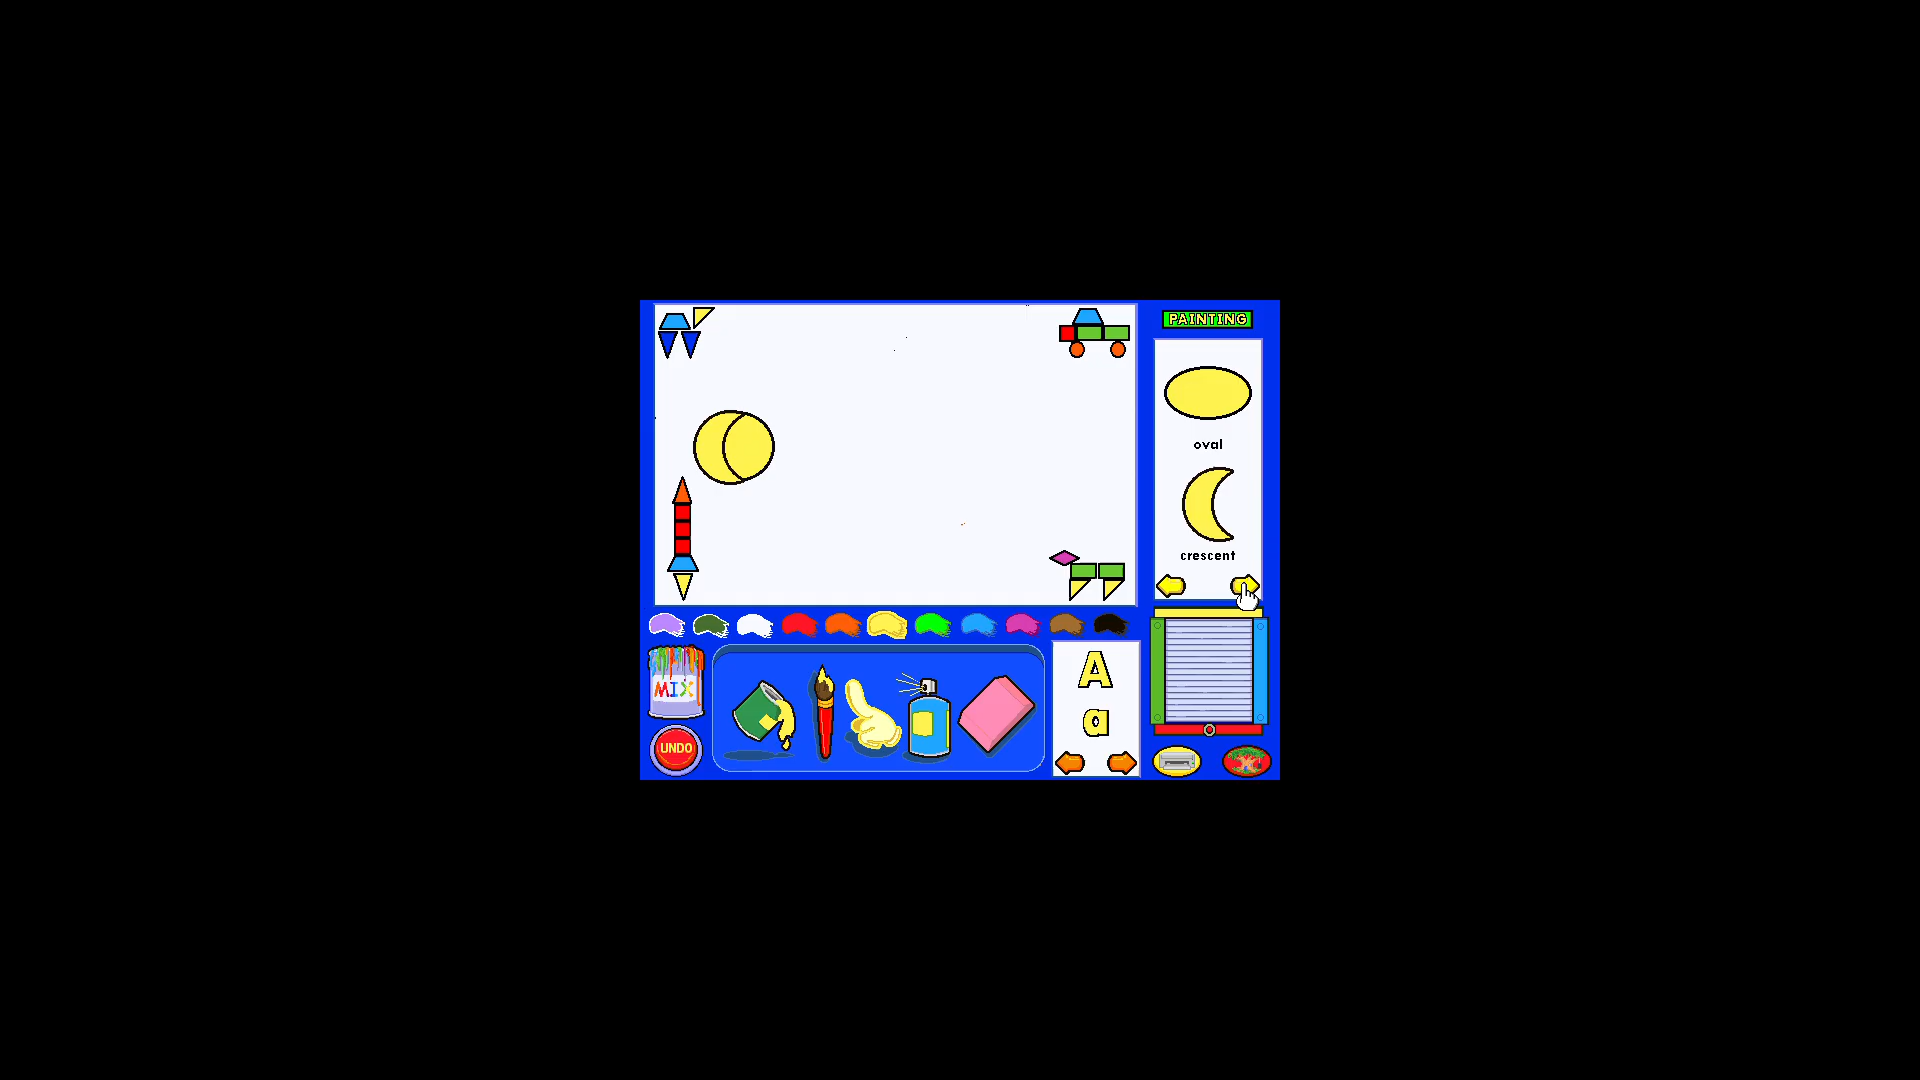 PAINTING
oval
crescent
MIX
A
a
UNDO